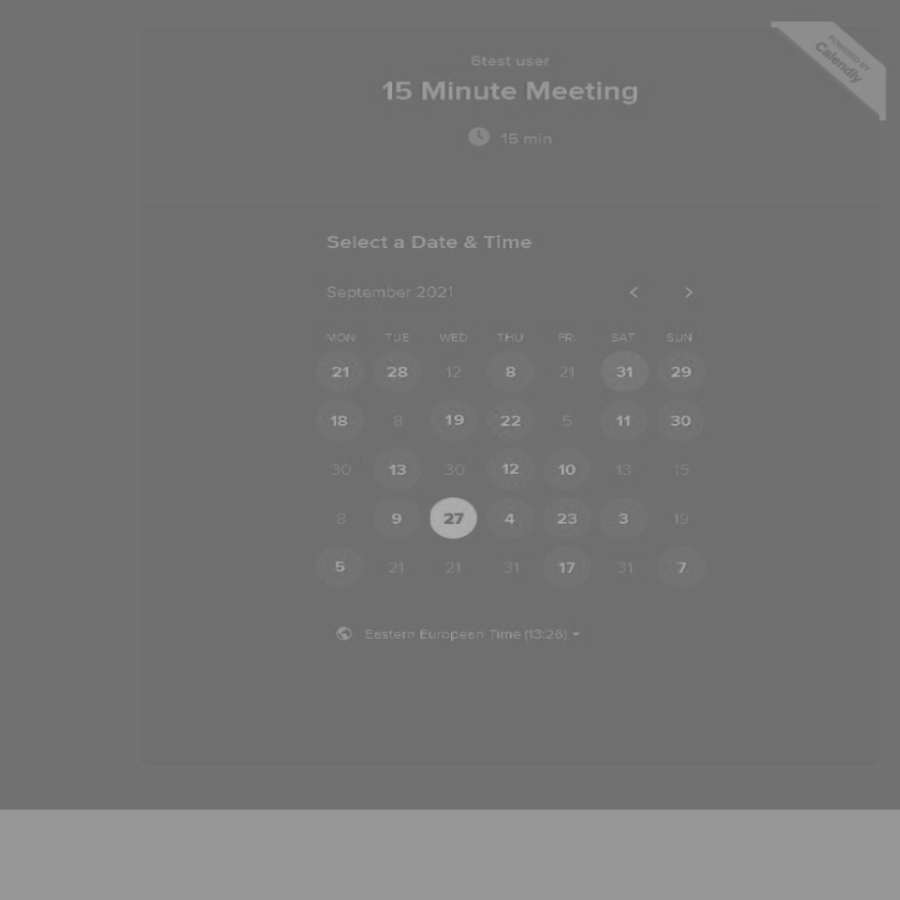 POWERED BY
Calendly
6test user
15 Minute Meeting
15 min
Select a Date & Time
September 2021
MON TUE WED THU FRI SAT SUN
21 28 12 8 21 31 29
18 8 19 22 5 11 30
30 13 30 12 10 13 15
8 9 27 4 23 3 19
5 21 21 31 17 31 7
Eastern European Time (13:26)